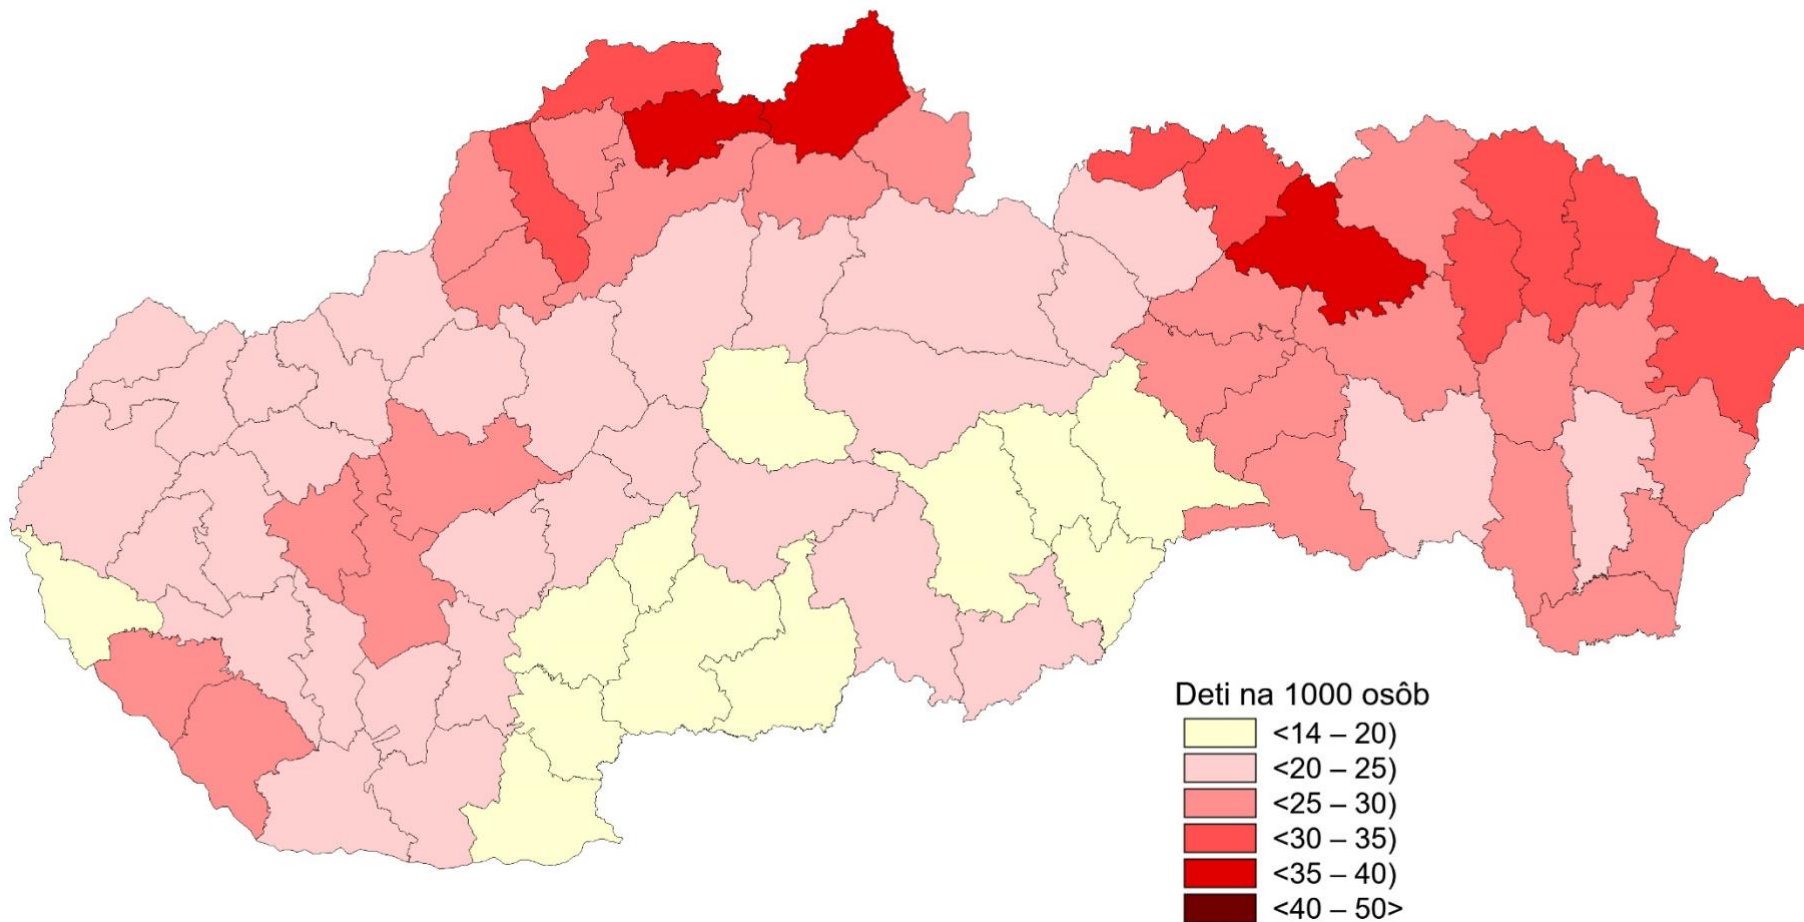 Deti na 1000 osôb
<14 – 20)
<20 – 25)
<25 – 30)
<30 – 35)
<35 – 40)
<40 – 50>